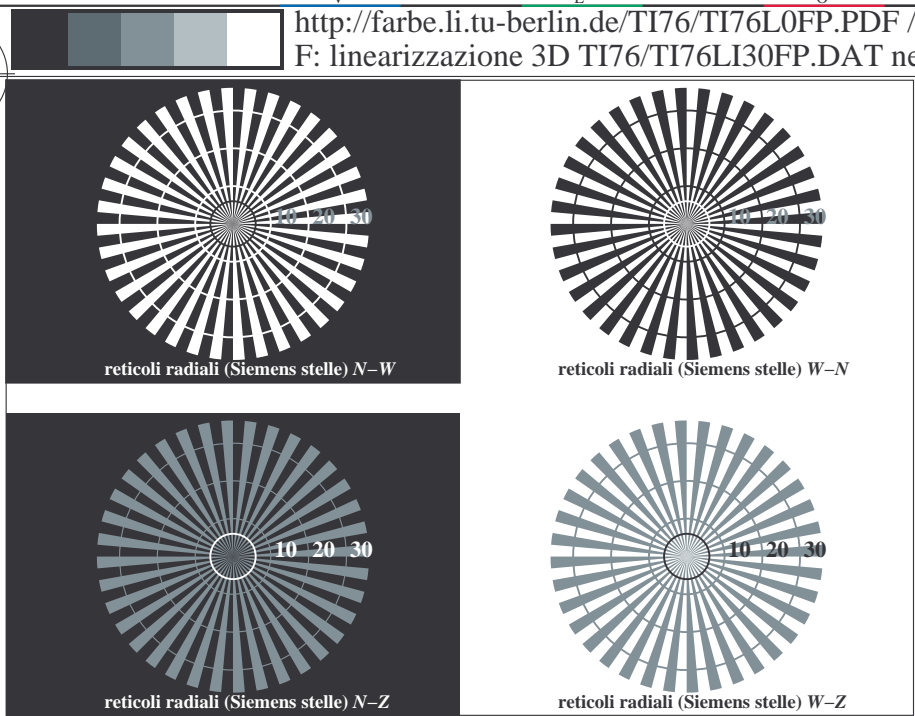 http://farbe.li.tu-berlin.de/TI76/TI76L0FP.PDF /
F: linearizzazione 3D TI76/TI76LI30FP.DAT ne
10 20 30
reticoli radiali (Siemens stelle) N–W
10 20 30
reticoli radiali (Siemens stelle) W–N
10 20 30
reticoli radiali (Siemens stelle) N–Z
10 20 30
reticoli radiali (Siemens stelle) W–Z